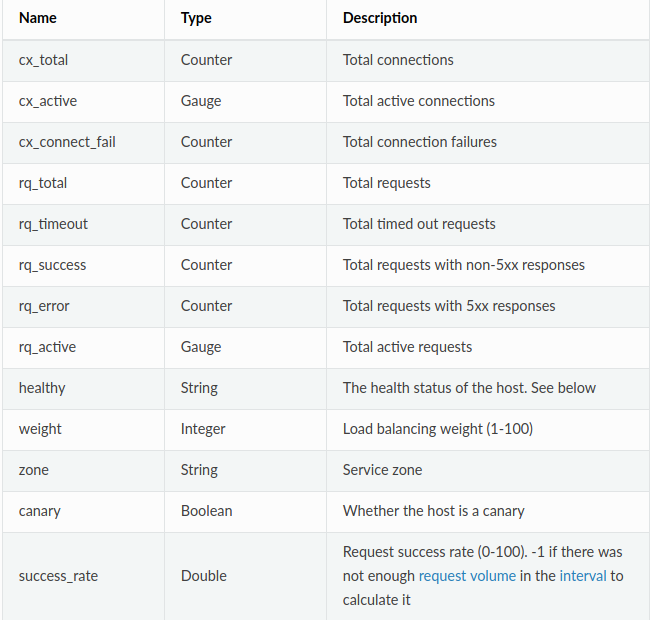 Name Type Description
cx_total Counter Total connections
cx_active Gauge Total active connections
cx_connect_fail Counter Total connection failures
rq_total Counter Total requests
rq_timeout Counter Total timed out requests
rq_success Counter Total requests with non-5xx responses
rq_error Counter Total requests with 5xx responses
rq_active Gauge Total active requests
healthy String The health status of the host. See below
weight Integer Load balancing weight (1-100)
zone String Service zone
canary Boolean Whether the host is a canary
success_rate Double Request success rate (0-100). -1 if there was
not enough request volume in the interval to
calculate it